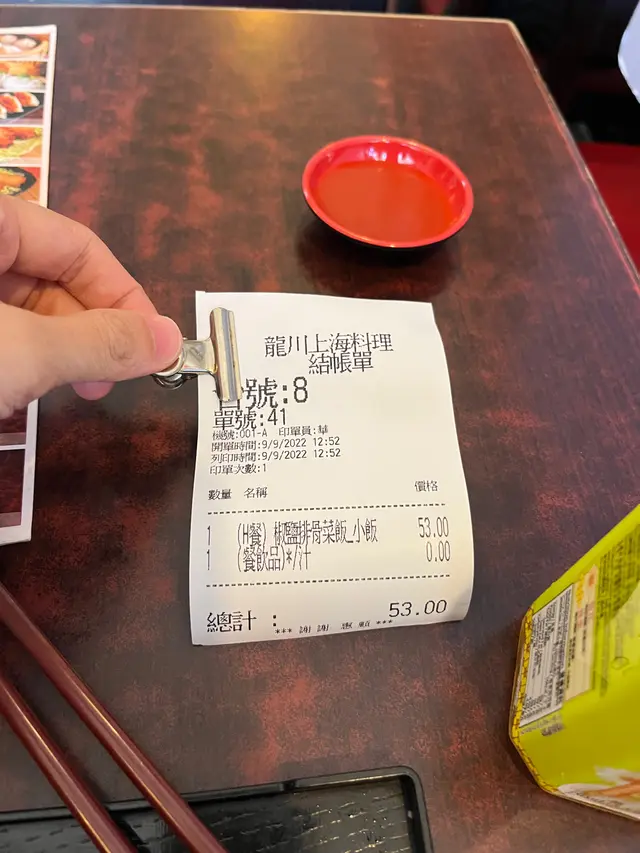 龍川上海料理
結帳單
號:8
單號:41
機號:001-A 印單員:華
開單時間:9/9/2022 12:52
列印時間:9/9/2022 12:52
印單次數:1
數量 名稱 價格
1 (H餐) 椒鹽排骨菜飯_小飯 53.00
1 (餐飲品)*/汁 0.00
總計 : 53.00
*** 謝 謝 惠 顧 ***